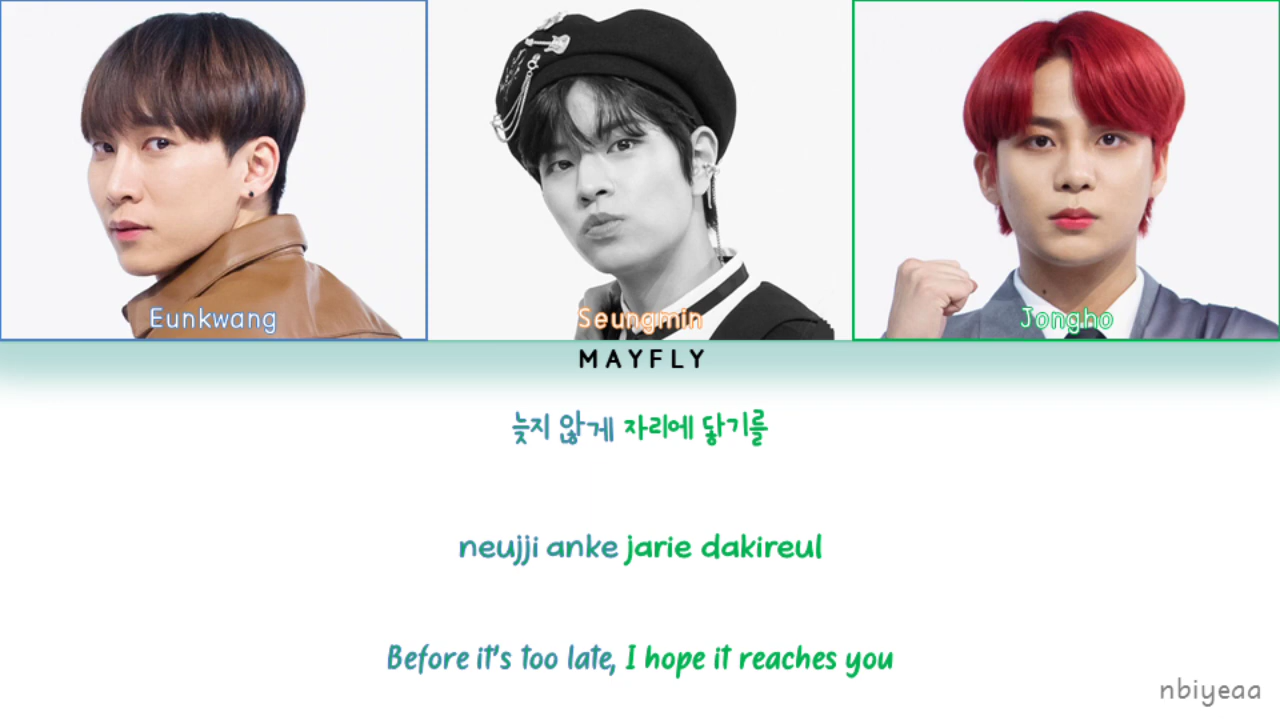 Eunkwang Seungmin Jongho
MAYFLY
늦지 않게 자리에 닿기를
neujji anke jarie dakireul
Before it's too late, I hope it reaches you
nbiyeaa